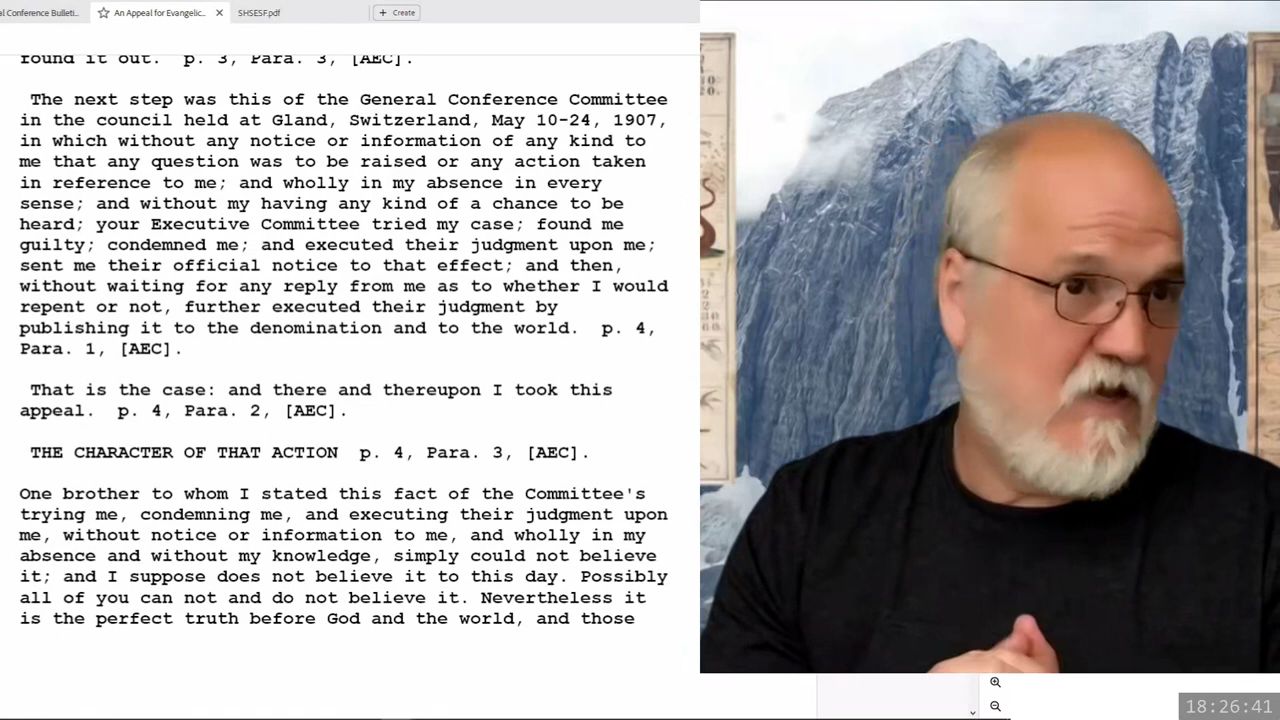 al Conference Bulleti..
An Appeal for Evangelic..
SHSESF.pdf
Create
found it out. p. 3, Para. 3, [AEC].
The next step was this of the General Conference Committee
in the council held at Gland, Switzerland, May 10-24, 1907,
in which without any notice or information of any kind to
me that any question was to be raised or any action taken
in reference to me; and wholly in my absence in every
sense; and without my having any kind of a chance to be
heard; your Executive Committee tried my case; found me
guilty; condemned me; and executed their judgment upon me;
sent me their official notice to that effect; and then,
without waiting for any reply from me as to whether I would
repent or not, further executed their judgment by
publishing it to the denomination and to the world. p. 4,
Para. 1, [AEC].
That is the case: and there and thereupon I took this
appeal. p. 4, Para. 2, [AEC].
THE CHARACTER OF THAT ACTION p. 4, Para. 3, [AEC].
One brother to whom I stated this fact of the Committee's
trying me, condemning me, and executing their judgment upon
me, without notice or information to me, and wholly in my
absence and without my knowledge, simply could not believe
it; and I suppose does not believe it to this day. Possibly
all of you can not and do not believe it. Nevertheless it
is the perfect truth before God and the world, and those
18:26:41